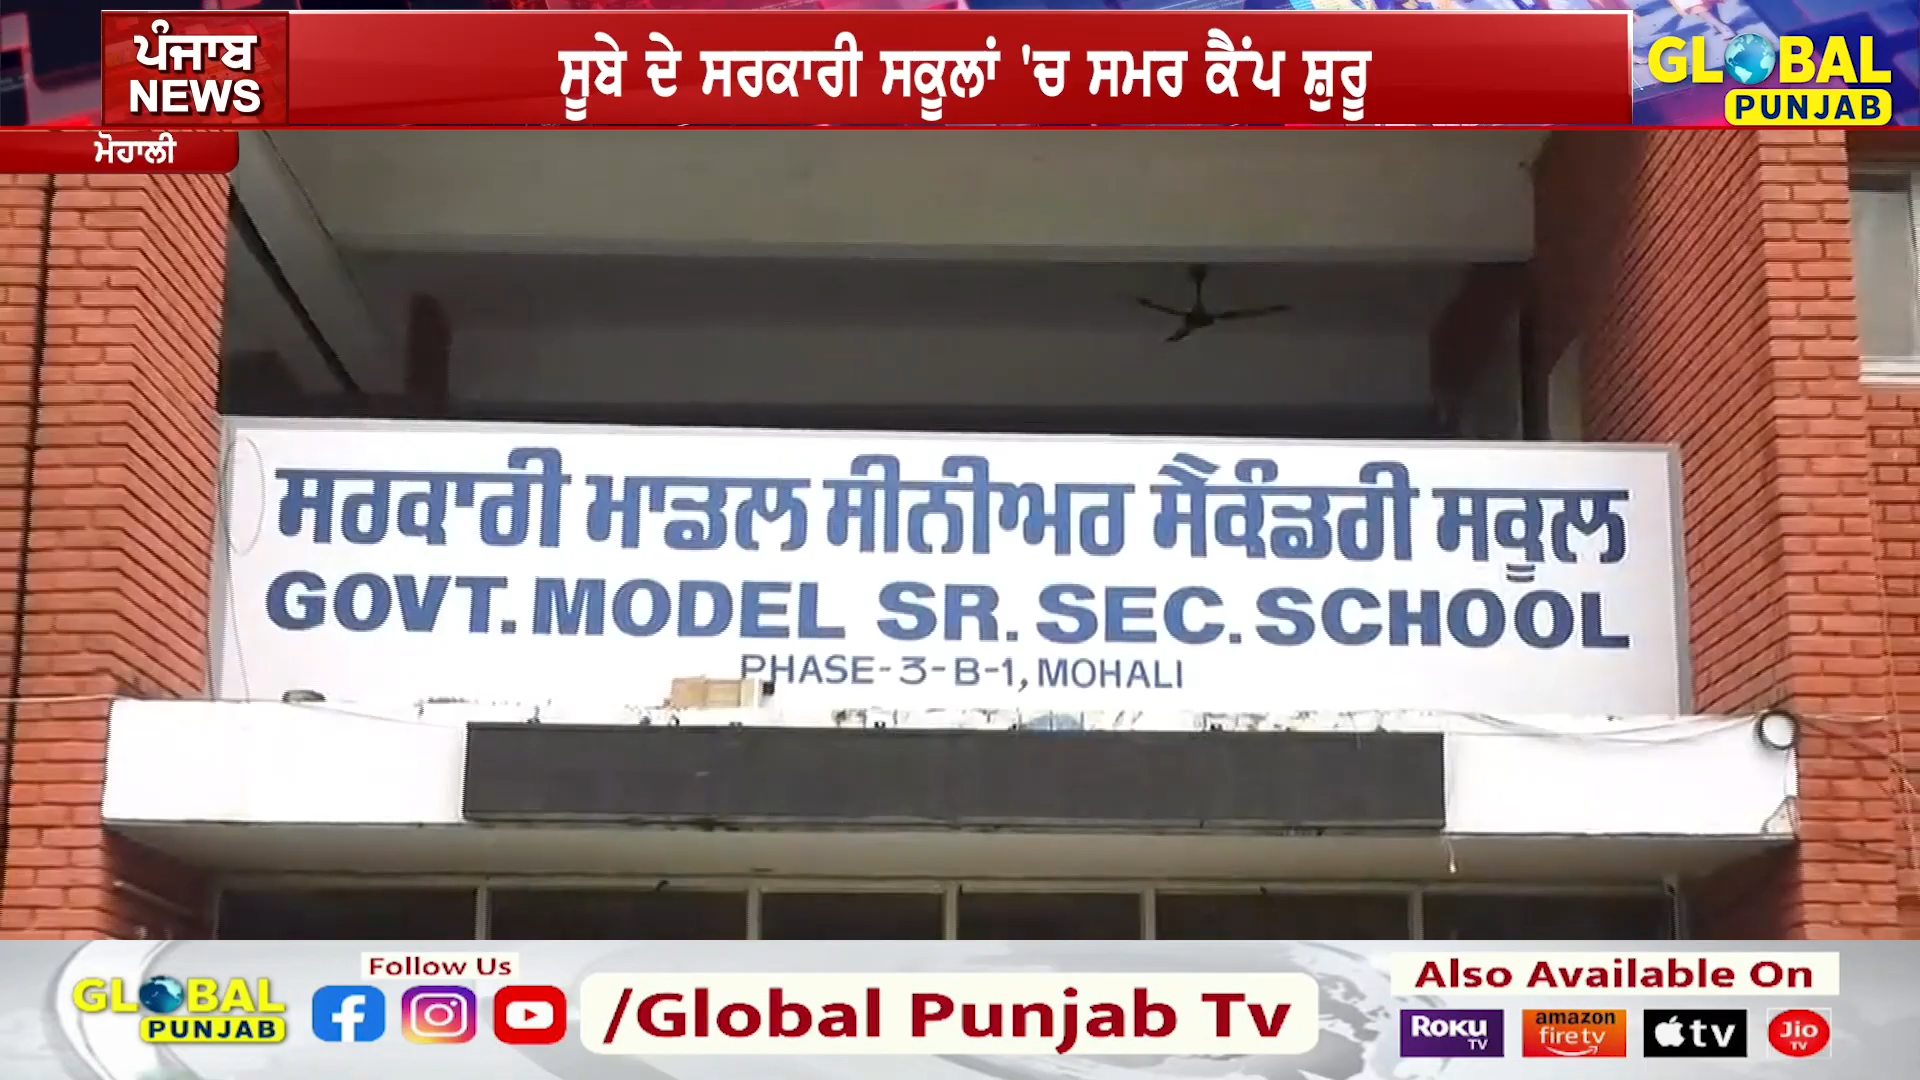 ਪੰਜਾਬ
NEWS
ਸੂਬੇ ਦੇ ਸਰਕਾਰੀ ਸਕੂਲਾਂ 'ਚ ਸਮਰ ਕੈਂਪ ਸ਼ੁਰੂ
GLOBAL
PUNJAB
ਮੋਹਾਲੀ
ਸਰਕਾਰੀ ਮਾਡਲ ਸੀਨੀਅਰ ਸੈਕੰਡਰੀ ਸਕੂਲ
GOVT. MODEL SR. SEC. SCHOOL
PHASE-3-B-1, MOHALI
GLOBAL
PUNJAB
Follow Us
/Global Punjab Tv
Also Available On
ROKU
TV
amazon
fire tv
tv
Jio
TV